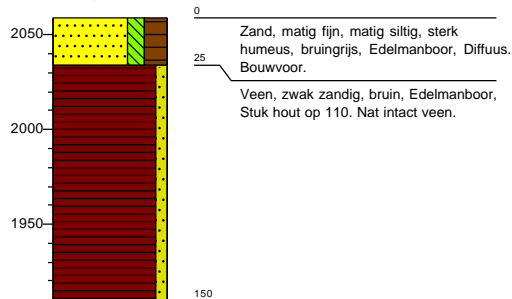 0
2050
Zand, matig fijn, matig siltig, sterk
humeus, bruingrijs, Edelmanboor, Diffuus.
Bouwvoor.
25
Veen, zwak zandig, bruin, Edelmanboor,
Stuk hout op 110. Nat intact veen.
2000
1950
150